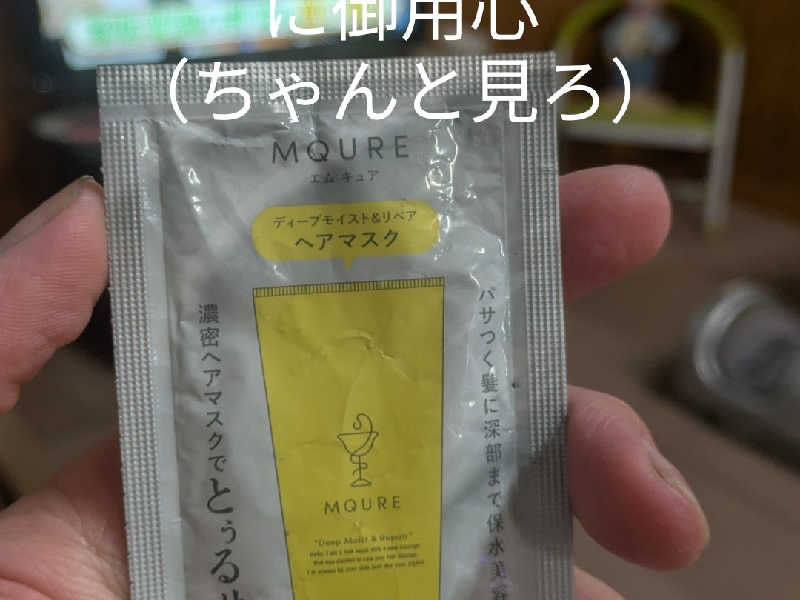 に御用心
（ちゃんと見ろ）
MQURE
エム キュア
ディープモイスト&リペア
ヘアマスク
パサつく髪に深部まで保水美容
濃密ヘアマスクでとぅるサ
MQURE
"Deep Moist & Repair"